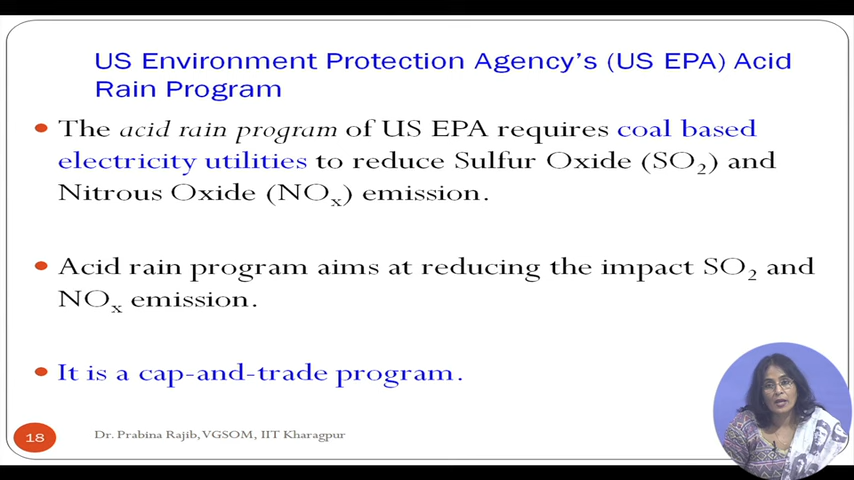 US Environment Protection Agency's (US EPA) Acid
Rain Program
The acid rain program of US EPA requires coal based
electricity utilities to reduce Sulfur Oxide (SO₂) and
Nitrous Oxide (NOₓ) emission.
Acid rain program aims at reducing the impact SO₂ and
NOₓ emission.
It is a cap-and-trade program.
18
Dr. Prabina Rajib, VGSOM, IIT Kharagpur